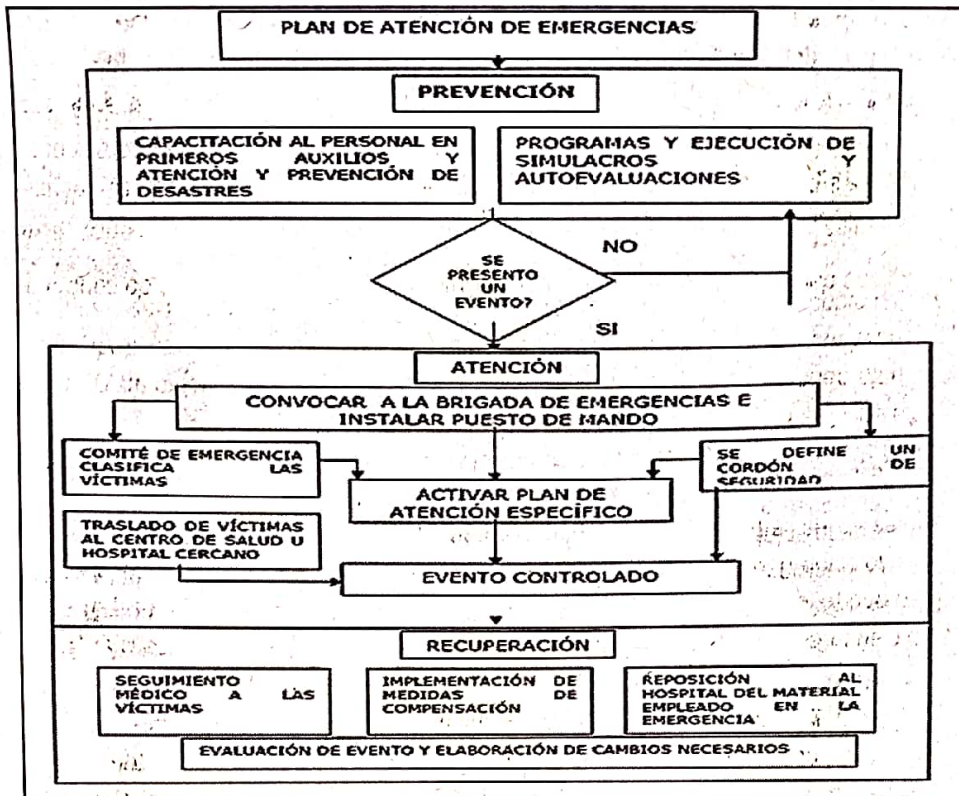 PLAN DE ATENCIÓN DE EMERGENCIAS
PREVENCIÓN
CAPACITACIÓN AL PERSONAL EN
PRIMEROS AUXILIOS Y
ATENCIÓN Y PREVENCIÓN DE
DESASTRES
PROGRAMAS Y EJECUCIÓN DE
SIMULACROS Y
AUTOEVALUACIONES
SE
PRESENTO
UN
EVENTO?
NO
SI
ATENCIÓN
CONVOCAR A LA BRIGADA DE EMERGENCIAS E
INSTALAR PUESTO DE MANDO
COMITÉ DE EMERGENCIA
CLASIFICA LAS
VÍCTIMAS
SE DEFINE UN
CORDÓN DE
SEGURIDAD
ACTIVAR PLAN DE
ATENCIÓN ESPECÍFICO
TRASLADO DE VÍCTIMAS
AL CENTRO DE SALUD U
HOSPITAL CERCANO
EVENTO CONTROLADO
RECUPERACIÓN
SEGUIMIENTO
MÉDICO A LAS
VÍCTIMAS
IMPLEMENTACIÓN DE
MEDIDAS DE
COMPENSACIÓN
REPOSICIÓN AL
HOSPITAL DEL MATERIAL
EMPLEADO EN LA
EMERGENCIA
EVALUACIÓN DE EVENTO Y ELABORACIÓN DE CAMBIOS NECESARIOS